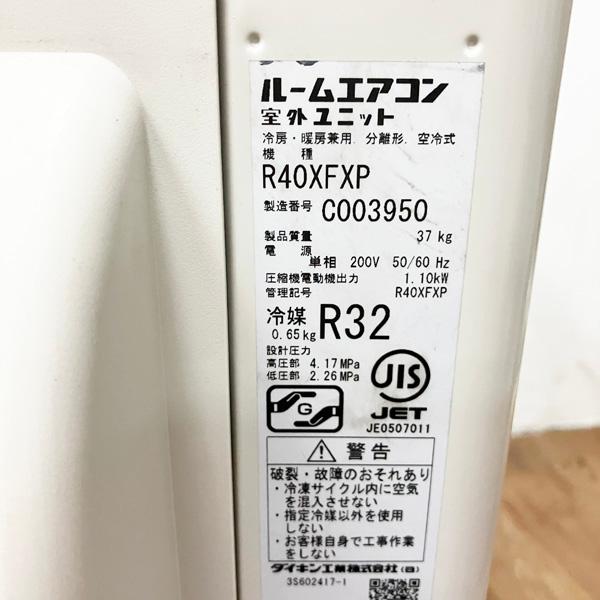 ルームエアコン
室外ユニット
冷房・暖房兼用. 分離形. 空冷式
機 種
R40XFXP
製造番号 C003950
製品質量 37 kg
電 源
単相 200V 50/60 Hz
圧縮機電動機出力 1.10kW
管理記号 R40XFXP
冷媒 R32
0.65kg
設計圧力
高圧部 4.17MPa
低圧部 2.26MPa
JIS
G
JET
JE0507011
警告
破裂・故障のおそれあり
・冷凍サイクル内に空気
を混入させない
・指定冷媒以外を使用
しない
・お客様自身で工事作業
をしない
ダイキン工業株式会社(日)
3S602417-1